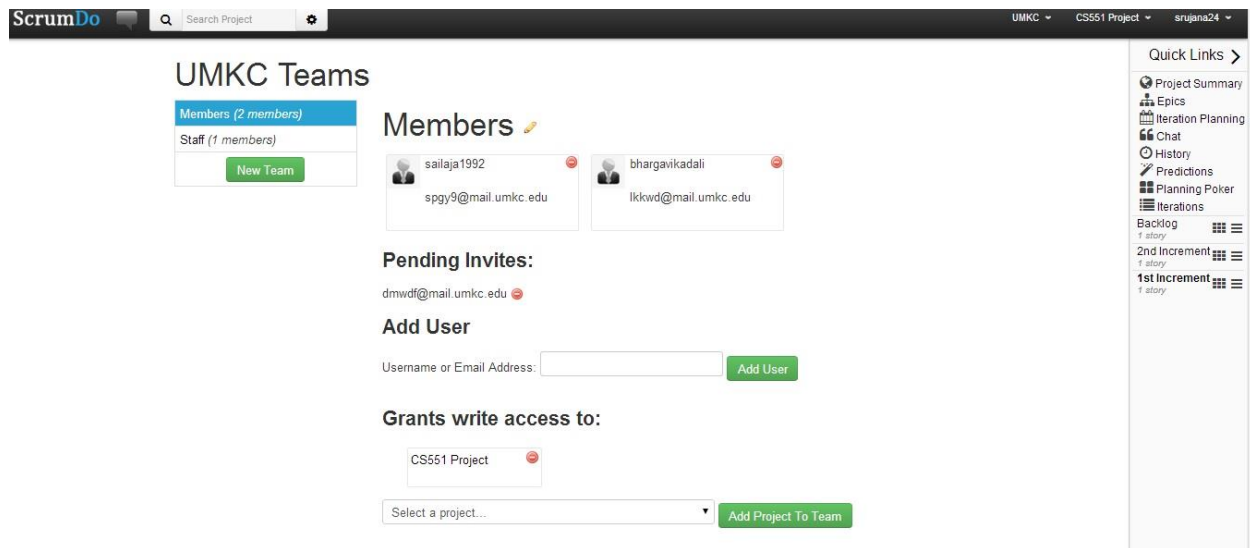 ScrumDo
Search Project
UMKC
CS551 Project
srujana24
UMKC Teams
Members (2 members)
Staff (1 members)
New Team
Members
sailaja1992
spgy9@mail.umkc.edu
bhargavikadali
lkkwd@mail.umkc.edu
Pending Invites:
dmwdf@mail.umkc.edu
Add User
Username or Email Address:
Add User
Grants write access to:
CS551 Project
Select a project...
Add Project To Team
Quick Links
Project Summary
Epics
Iteration Planning
Chat
History
Predictions
Planning Poker
Iterations
Backlog
1 story
2nd Increment
1 story
1st Increment
1 story